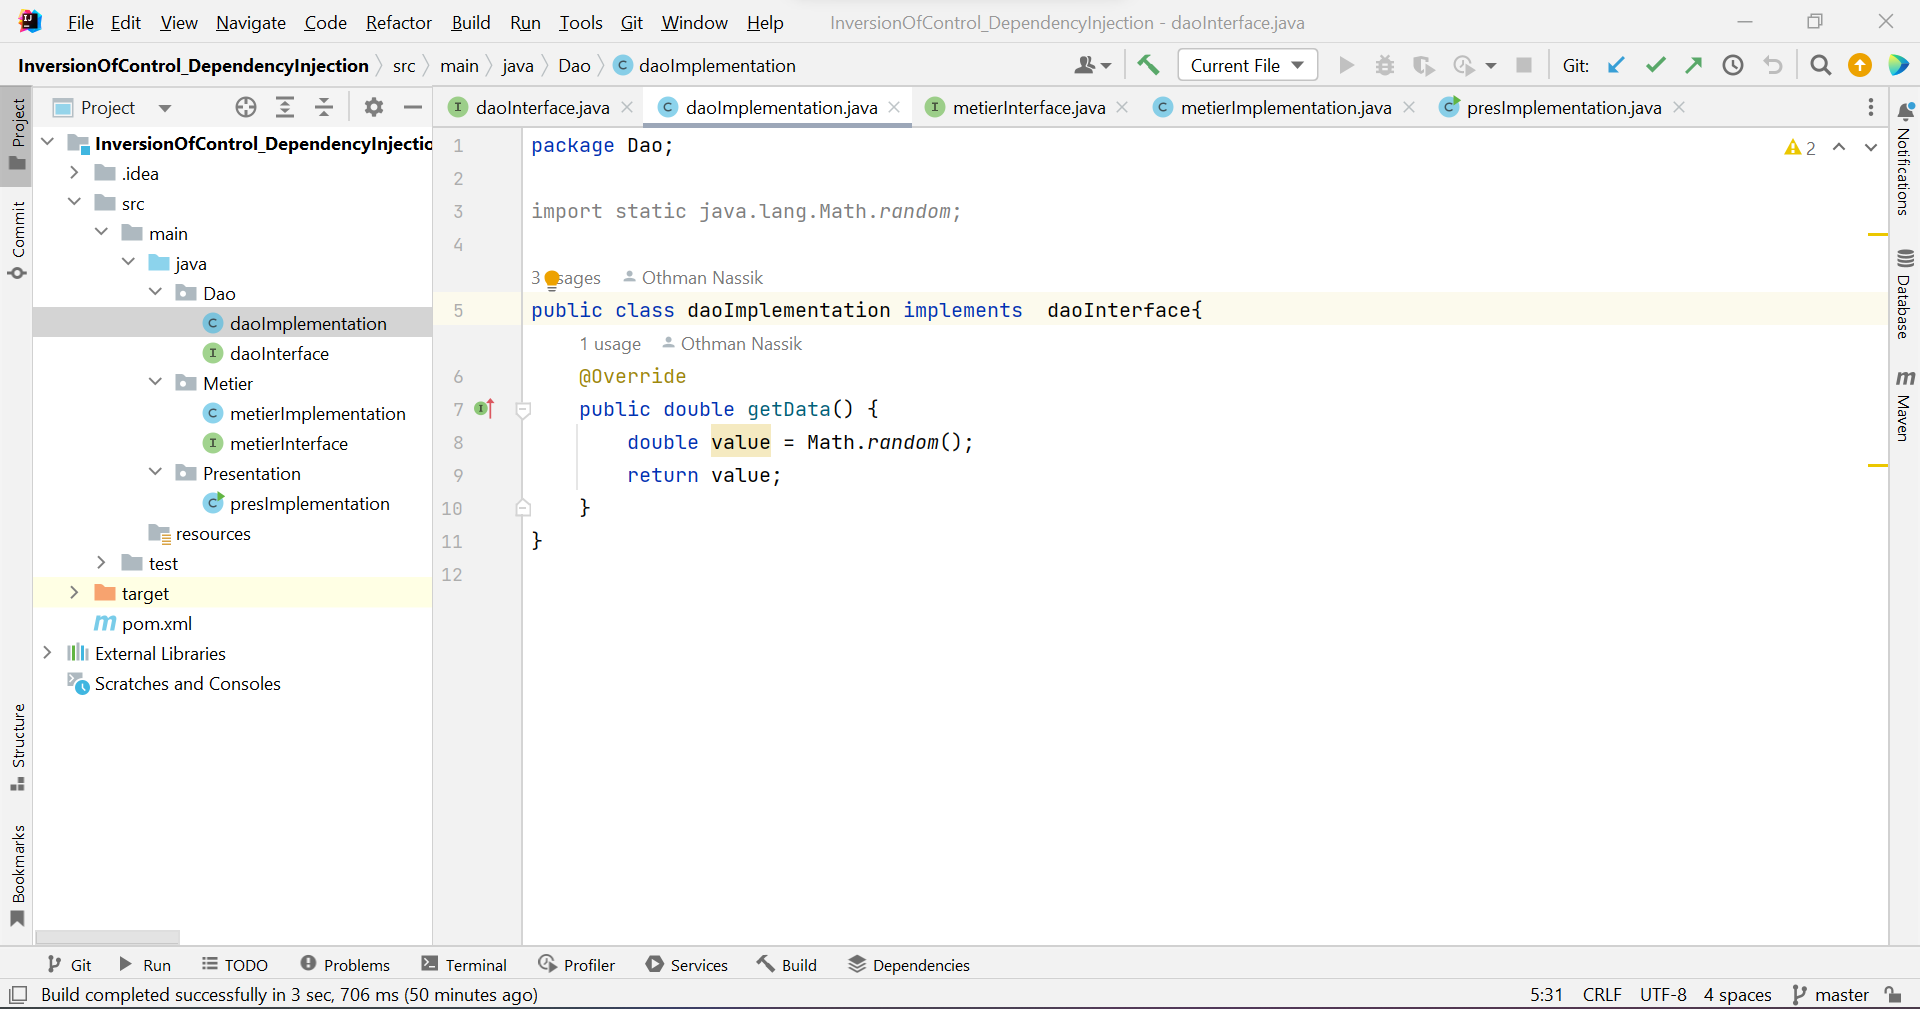 File Edit View Navigate Code Refactor Build Run Tools Git Window Help InversionOfControl_DependencyInjection - daoInterface.java
InversionOfControl_DependencyInjection src main java Dao daoImplementation Current File Git:
Project
daoInterface.java daoImplementation.java metierInterface.java metierImplementation.java presImplementation.java
Project
Commit
Structure
Bookmarks
InversionOfControl_DependencyInjectio
.idea
src
main
java
Dao
daoImplementation
daoInterface
Metier
metierImplementation
metierInterface
Presentation
presImplementation
resources
test
target
pom.xml
External Libraries
Scratches and Consoles
1 package Dao;
2
3 import static java.lang.Math.random;
4
3 usages Othman Nassik
5 public class daoImplementation implements  daoInterface{
1 usage Othman Nassik
6 @Override
7 public double getData() {
8 double value = Math.random();
9 return value;
10 }
11 }
12
2
Notifications
Database
Maven
Git Run TODO Problems Terminal Profiler Services Build Dependencies
Build completed successfully in 3 sec, 706 ms (50 minutes ago) 5:31 CRLF UTF-8 4 spaces master